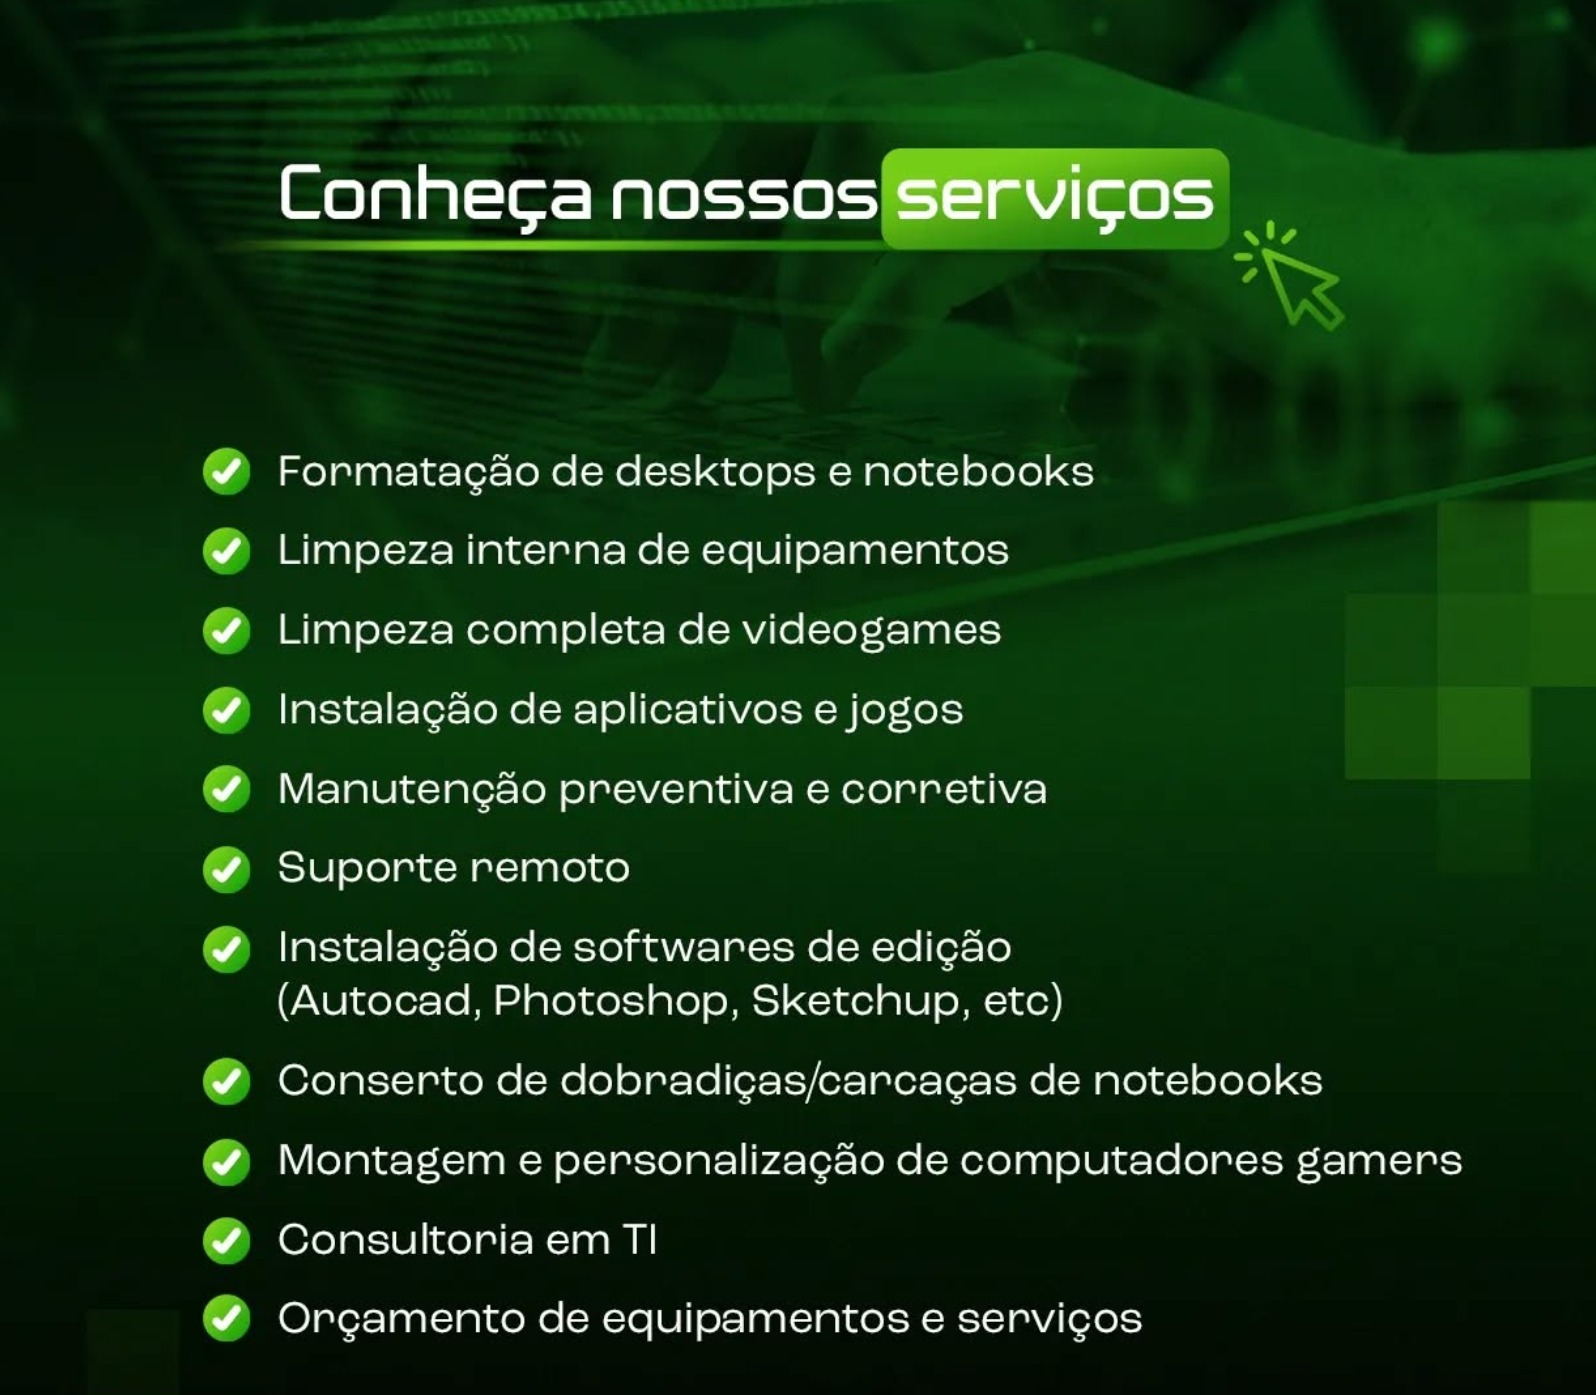 Conheça nossos serviços
Formatação de desktops e notebooks
Limpeza interna de equipamentos
Limpeza completa de videogames
Instalação de aplicativos e jogos
Manutenção preventiva e corretiva
Suporte remoto
Instalação de softwares de edição
(Autocad, Photoshop, Sketchup, etc)
Conserto de dobradiças/carcaças de notebooks
Montagem e personalização de computadores gamers
Consultoria em TI
Orçamento de equipamentos e serviços